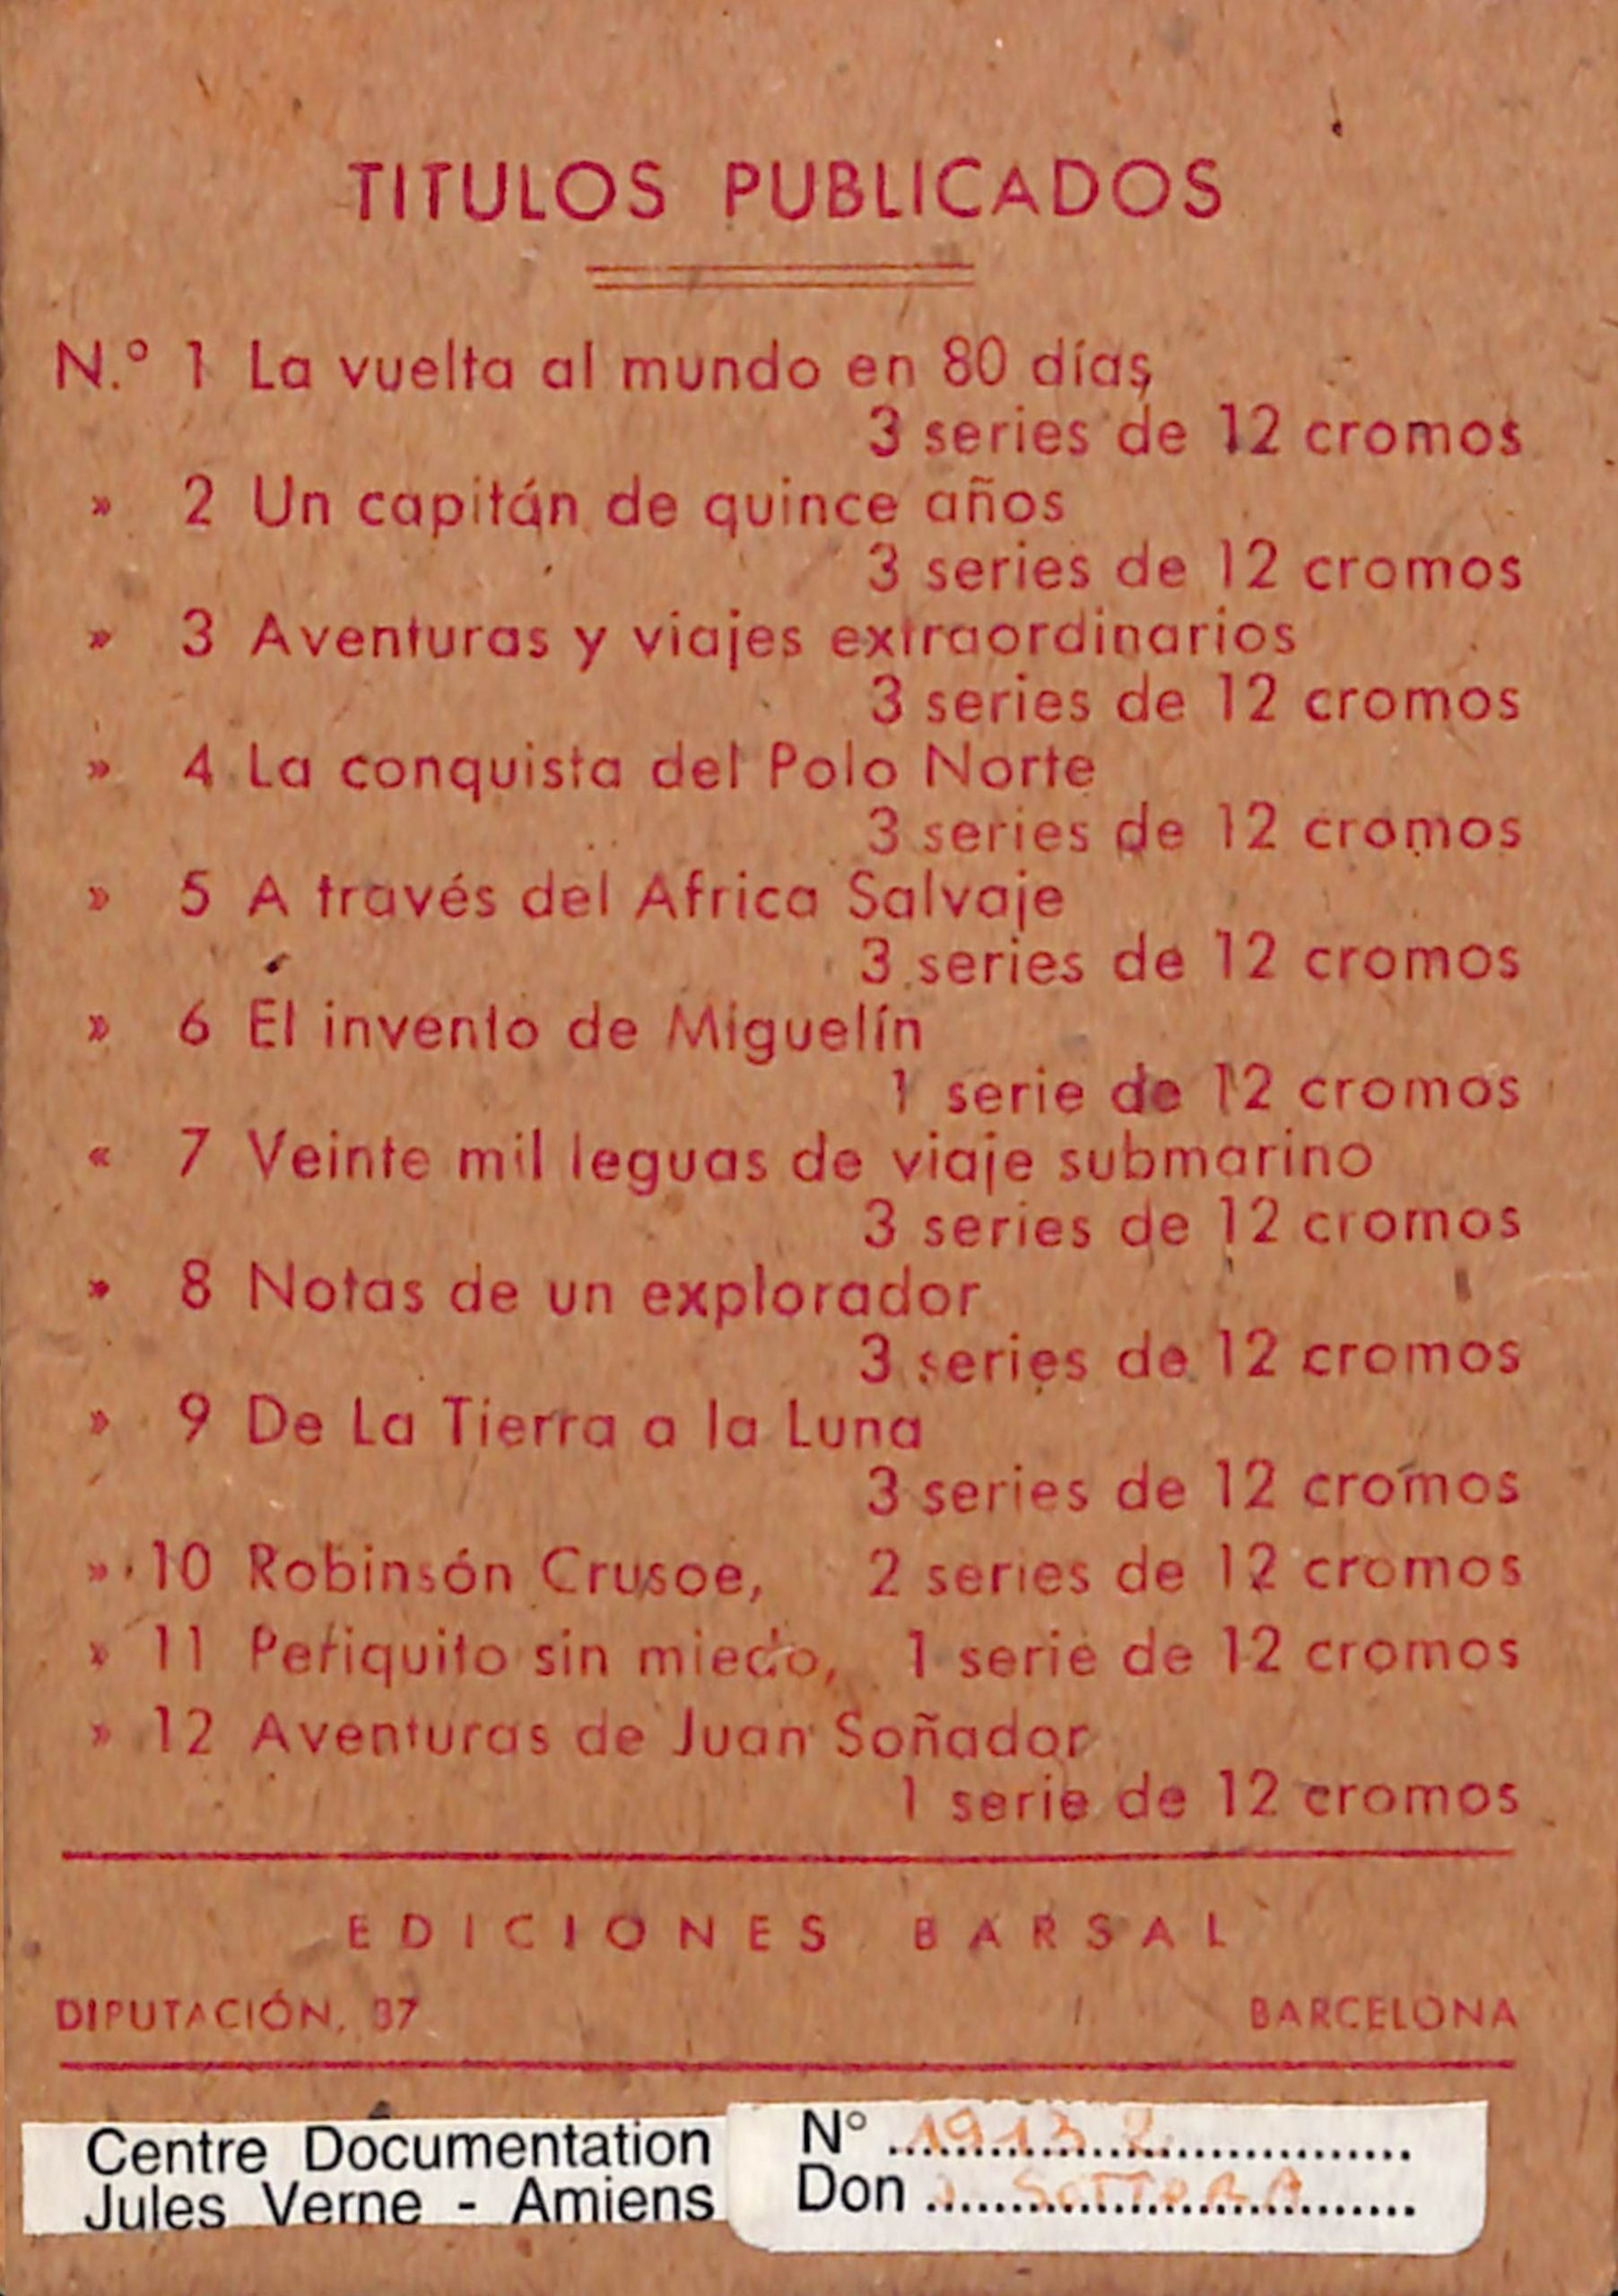 TITULOS PUBLICADOS
N.º 1 La vuelta al mundo en 80 días
3 series de 12 cromos
» 2 Un capitán de quince años
3 series de 12 cromos
» 3 Aventuras y viajes extraordinarios
3 series de 12 cromos
» 4 La conquista del Polo Norte
3 series de 12 cromos
» 5 A través del Africa Salvaje
3 series de 12 cromos
» 6 El invento de Miguelín
1 serie de 12 cromos
« 7 Veinte mil leguas de viaje submarino
3 series de 12 cromos
» 8 Notas de un explorador
3 series de 12 cromos
» 9 De La Tierra a la Luna
3 series de 12 cromos
» 10 Robinsón Crusoe, 2 series de 12 cromos
» 11 Periquito sin miedo, 1 serie de 12 cromos
» 12 Aventuras de Juan Soñador
1 serie de 12 cromos
EDICIONES BARSAL
DIPUTACIÓN, 87 BARCELONA
Centre Documentation
Jules Verne - Amiens
N°
Don